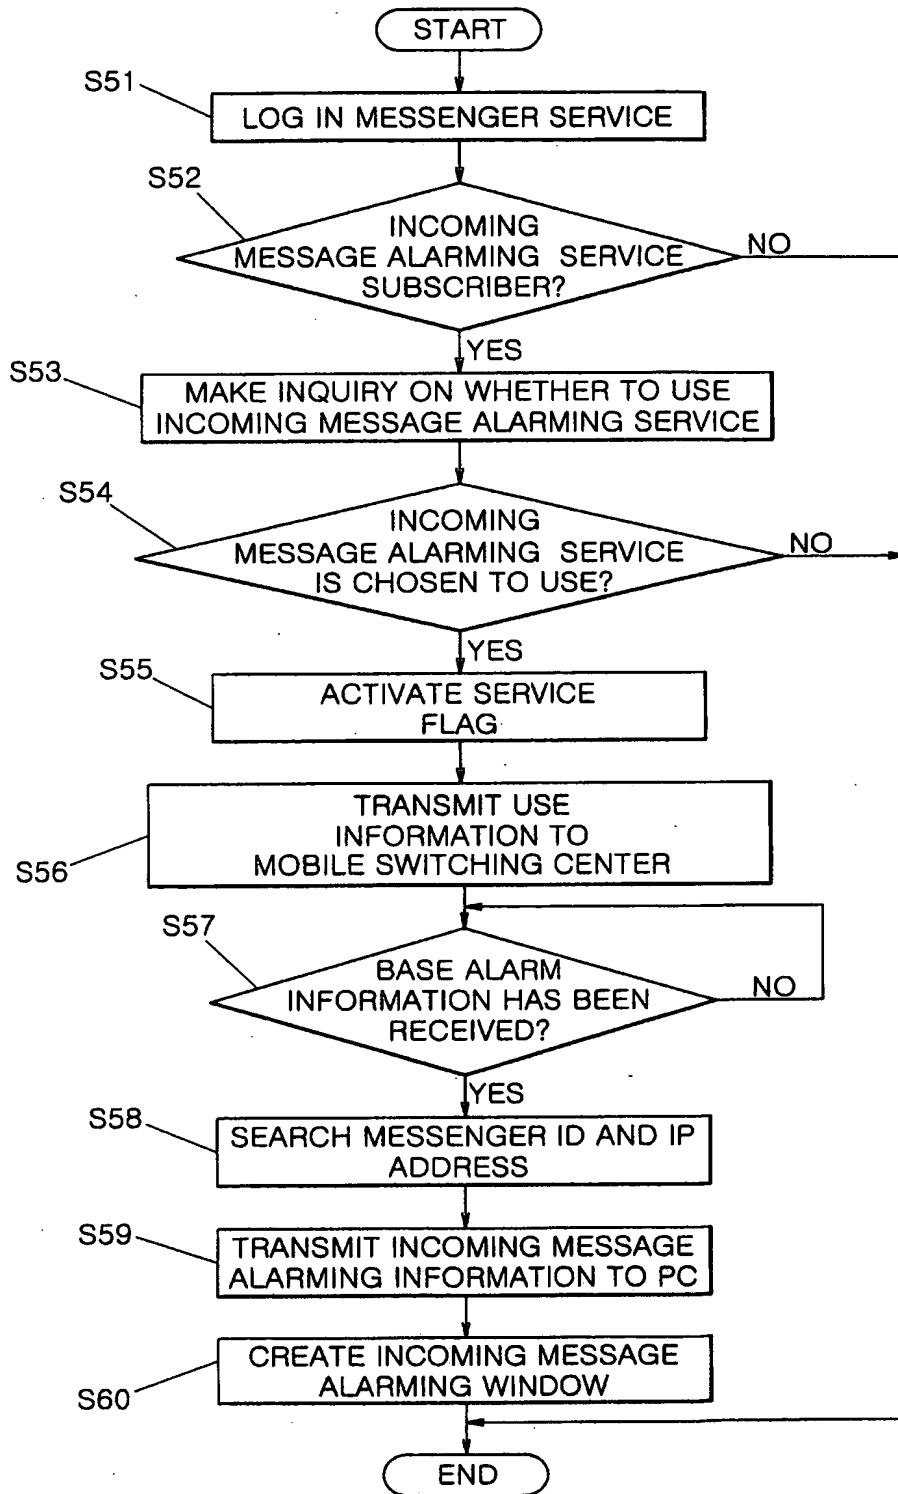 START
S51
LOG IN MESSENGER SERVICE
S52
INCOMING
MESSAGE ALARMING SERVICE
SUBSCRIBER?
NO
YES
S53
MAKE INQUIRY ON WHETHER TO USE
INCOMING MESSAGE ALARMING SERVICE
S54
INCOMING
MESSAGE ALARMING SERVICE
IS CHOSEN TO USE?
NO
YES
S55
ACTIVATE SERVICE
FLAG
TRANSMIT USE
INFORMATION TO
MOBILE SWITCHING CENTER
S56
S57
BASE ALARM
INFORMATION HAS BEEN
RECEIVED?
NO
YES
S58
SEARCH MESSENGER ID AND IP
ADDRESS
S59
TRANSMIT INCOMING MESSAGE
ALARMING INFORMATION TO PC
CREATE INCOMING MESSAGE
ALARMING WINDOW
S60
END